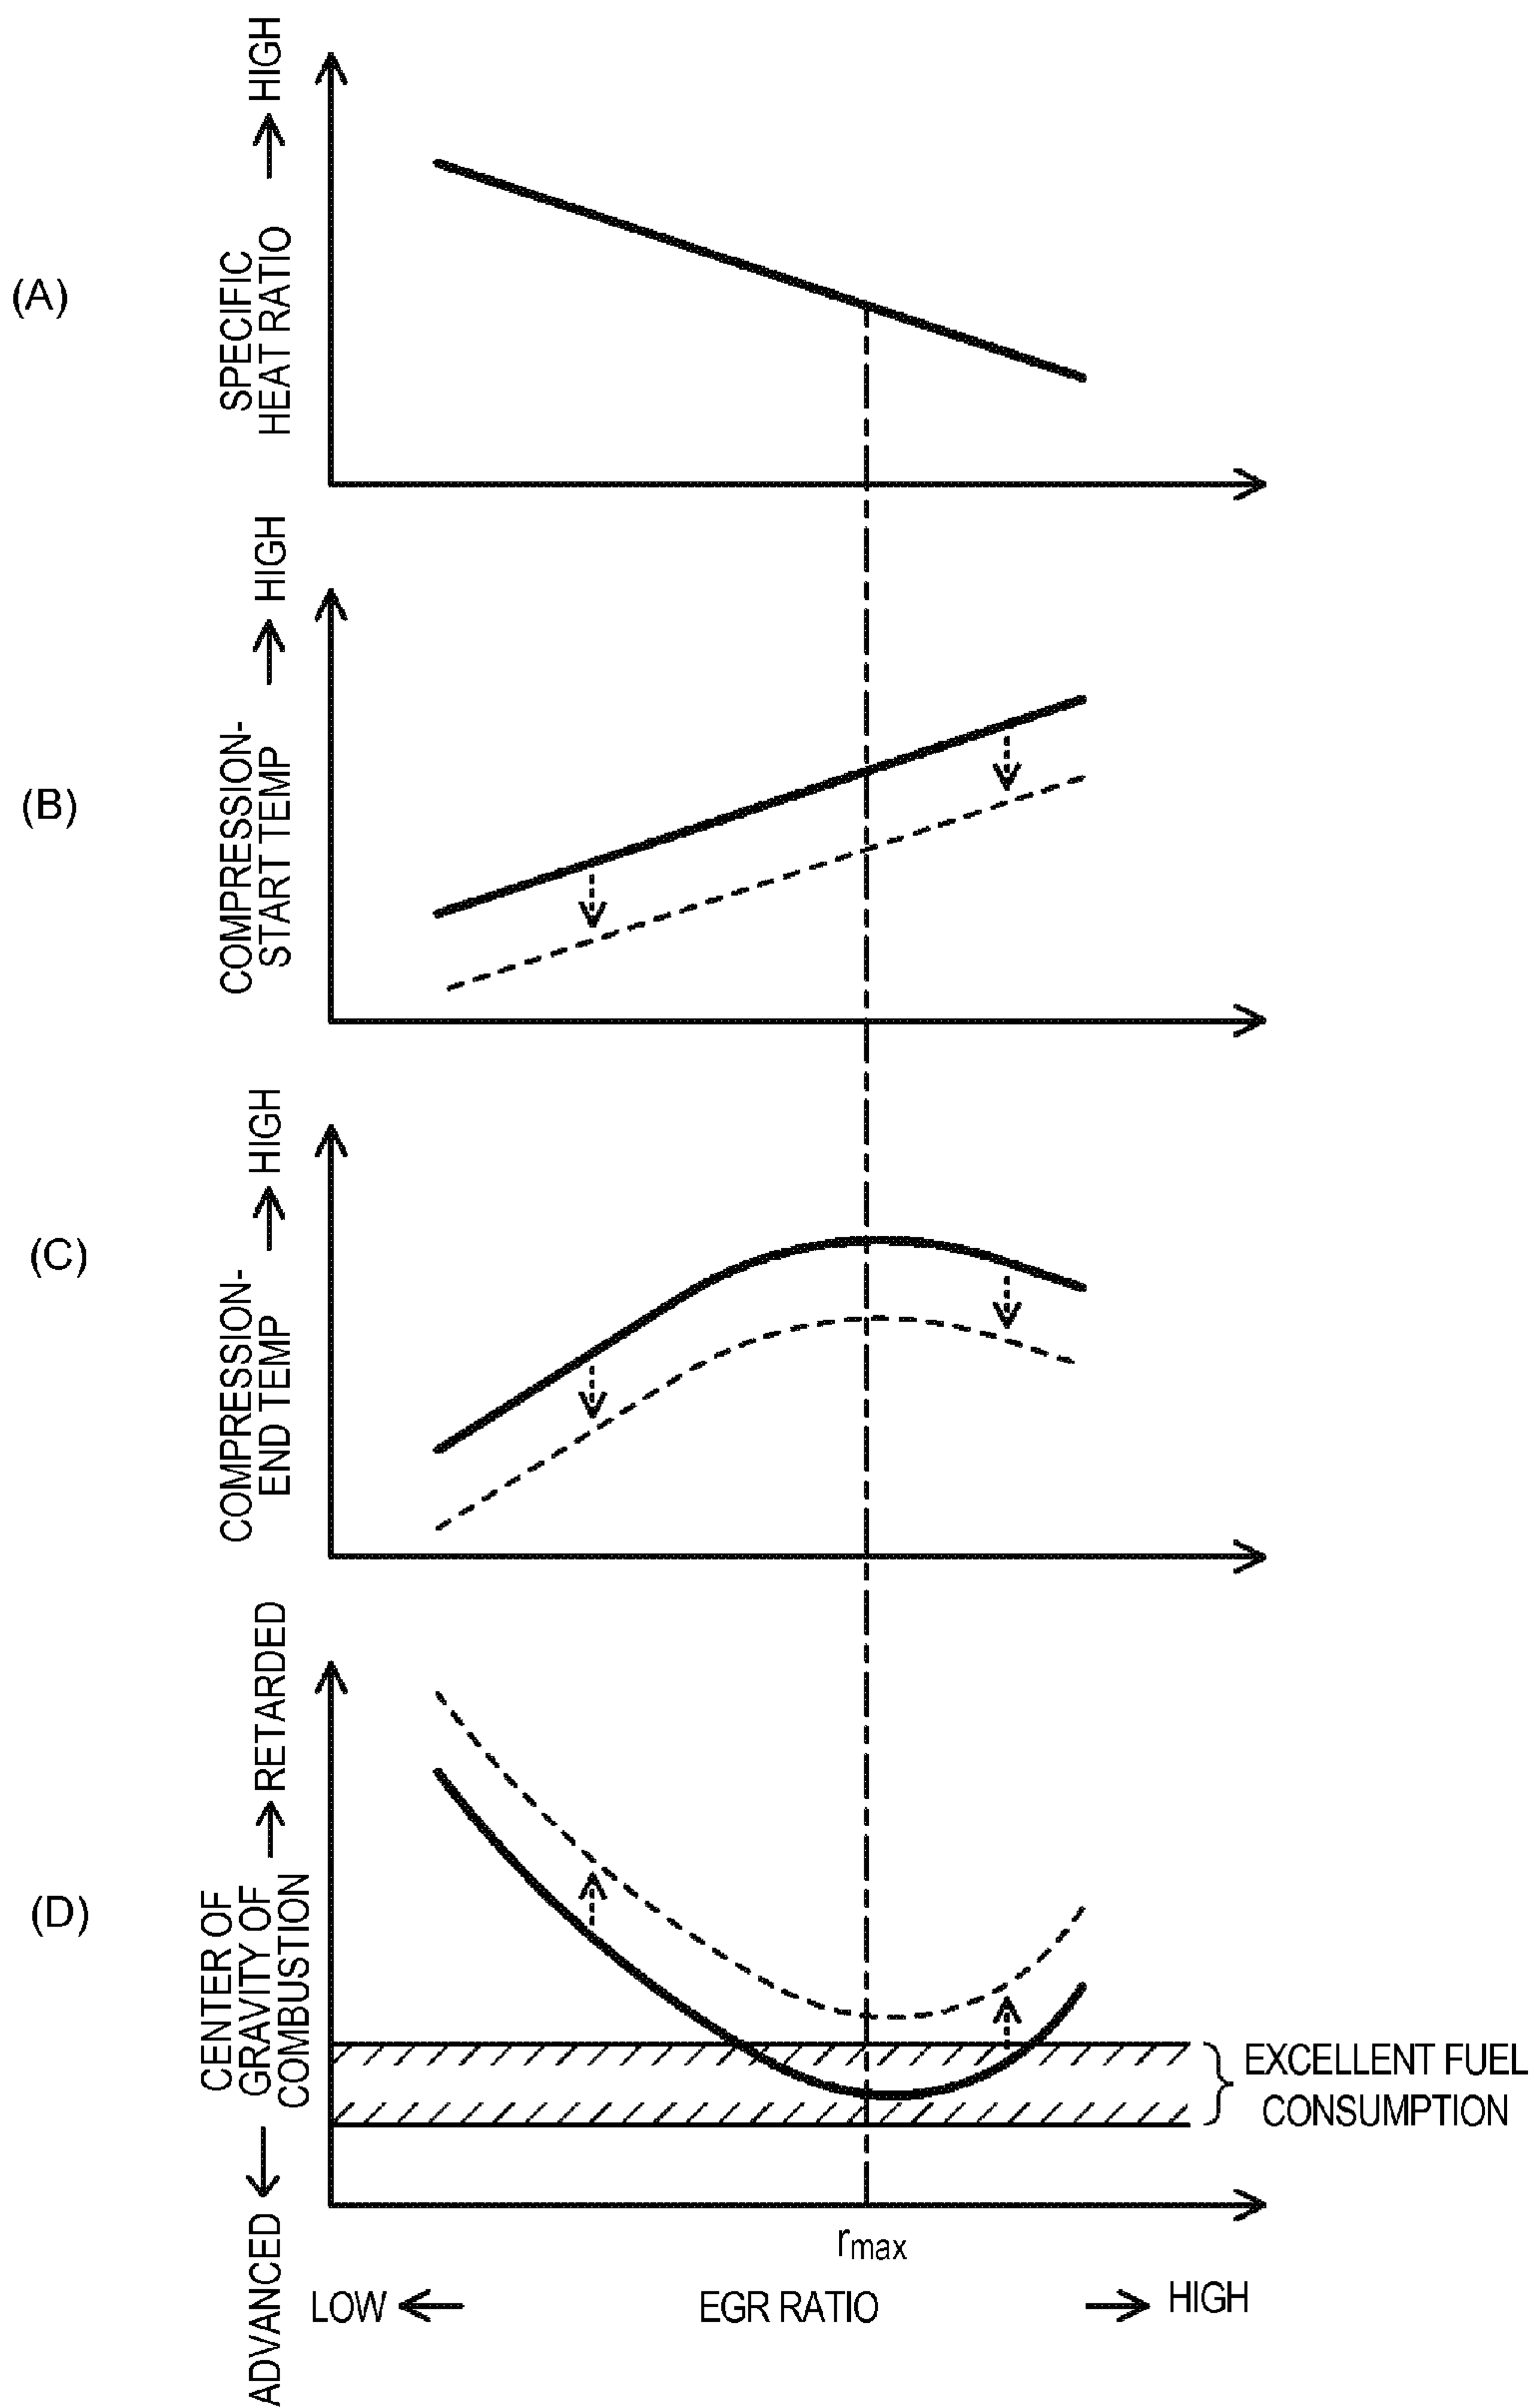 (A)
SPECIFIC
HEAT RATIO
HIGH
(B)
COMPRESSION-
START TEMP
HIGH
(C)
COMPRESSION-
END TEMP
HIGH
(D)
CENTER OF
GRAVITY OF
COMBUSTION
RETARDED
ADVANCED
EXCELLENT FUEL
CONSUMPTION
rmax
LOW
EGR RATIO
HIGH